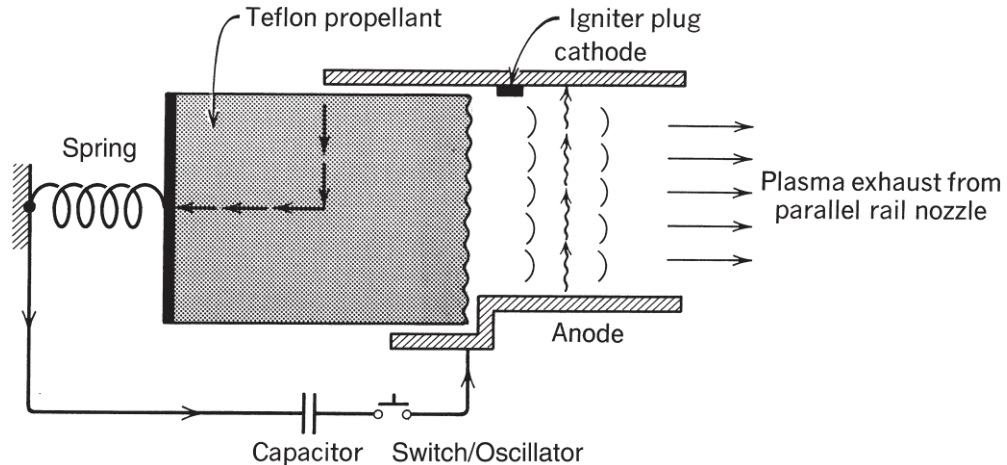 Teflon propellant
Igniter plug
cathode
Spring
Plasma exhaust from
parallel rail nozzle
Anode
Capacitor
Switch/Oscillator